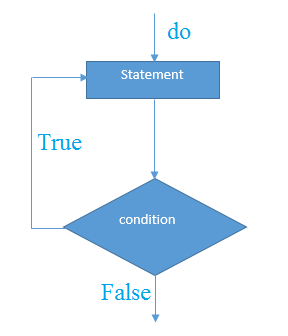 do
Statement
True
condition
False